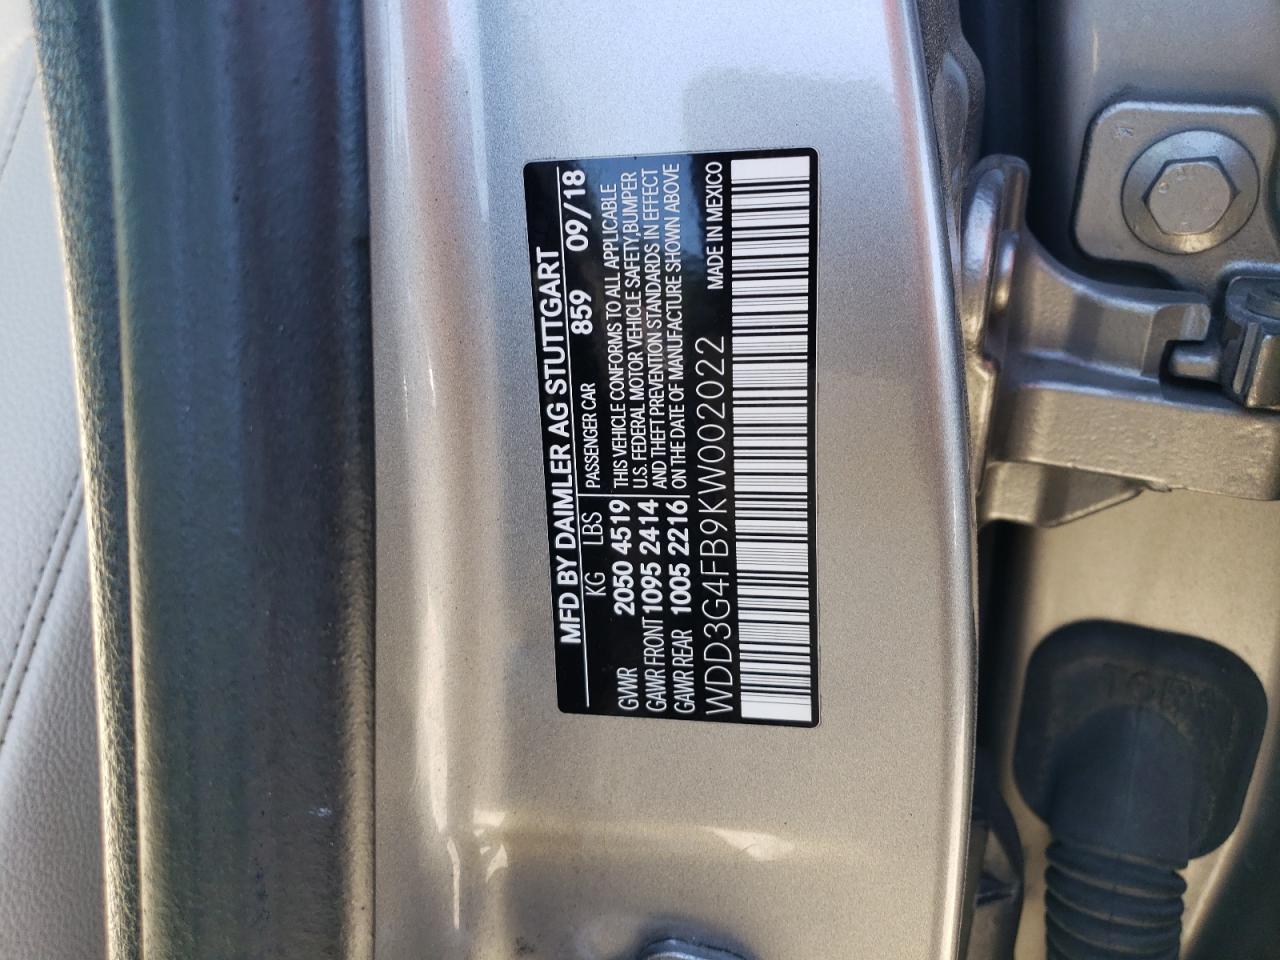 MFD BY DAIMLER AG STUTTGART
KG LBS PASSENGER CAR 859 09/18
GVWR 2050 4519 THIS VEHICLE CONFORMS TO ALL APPLICABLE
U.S. FEDERAL MOTOR VEHICLE SAFETY,BUMPER
GAWR FRONT 1095 2414 AND THEFT PREVENTION STANDARDS IN EFFECT
GAWR REAR 1005 2216 ON THE DATE OF MANUFACTURE SHOWN ABOVE
WDD3G4FB9KW002022 MADE IN MEXICO